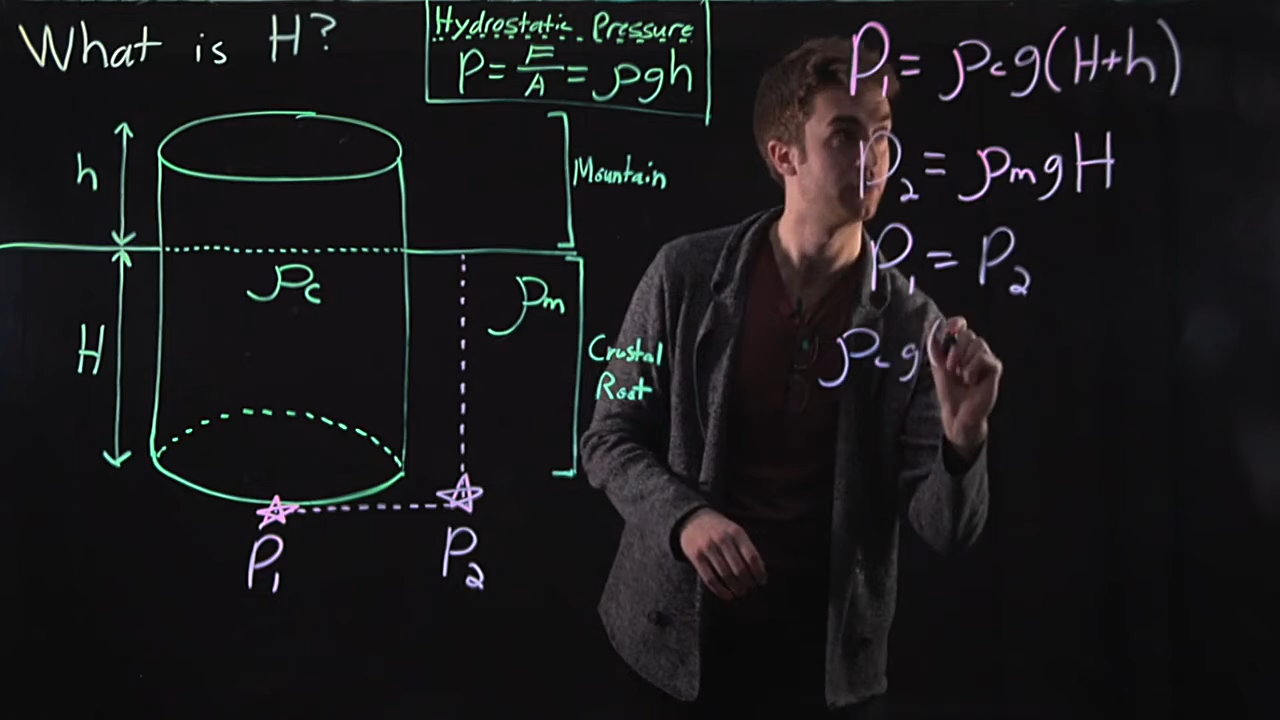 What is H?
Hydrostatic Pressure
P = F/A = ρgh
h
Mountain
ρc
ρm
H
Crustal
Root
P₁
P₂
P₁ = ρcg(H+h)
P₂ = ρmgH
P₁ = P₂
ρcg(